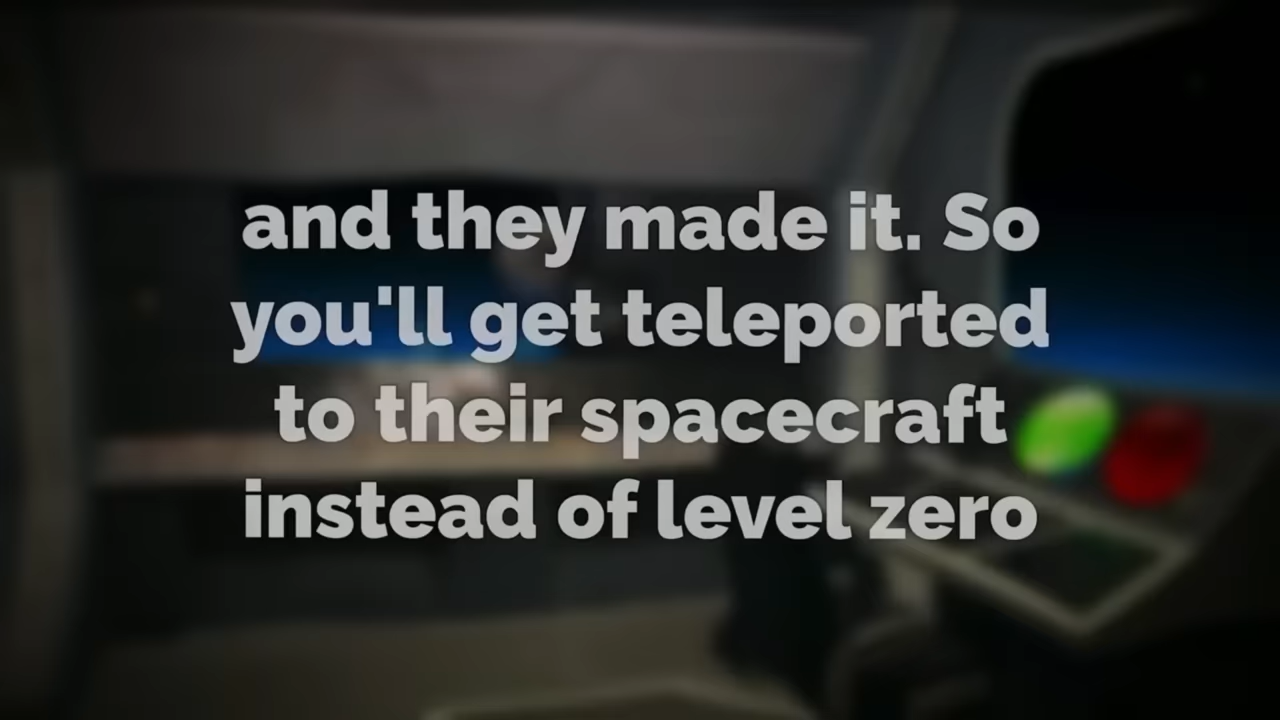 and they made it. So
you'll get teleported
to their spacecraft
instead of level zero